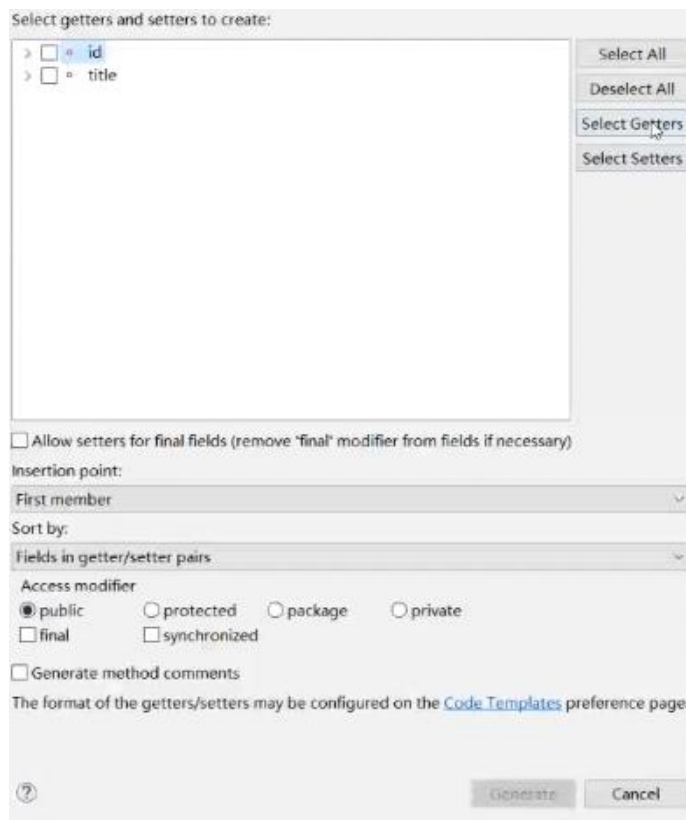 Select getters and setters to create:
id
title
Select All
Deselect All
Select Getters
Select Setters
Allow setters for final fields (remove 'final' modifier from fields if necessary)
Insertion point:
First member
Sort by:
Fields in getter/setter pairs
Access modifier
public protected package private
final synchronized
Generate method comments
The format of the getters/setters may be configured on the Code Templates preference page
Generate Cancel